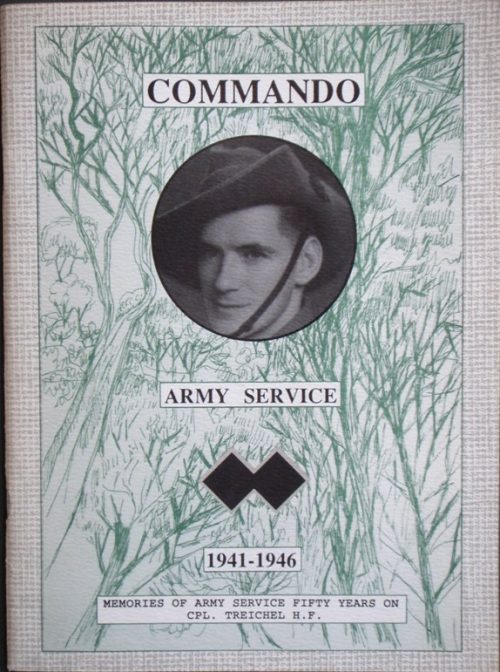 COMMANDO
ARMY SERVICE
1941-1946
MEMORIES OF ARMY SERVICE FIFTY YEARS ON
CPL. TREICHEL H.F.